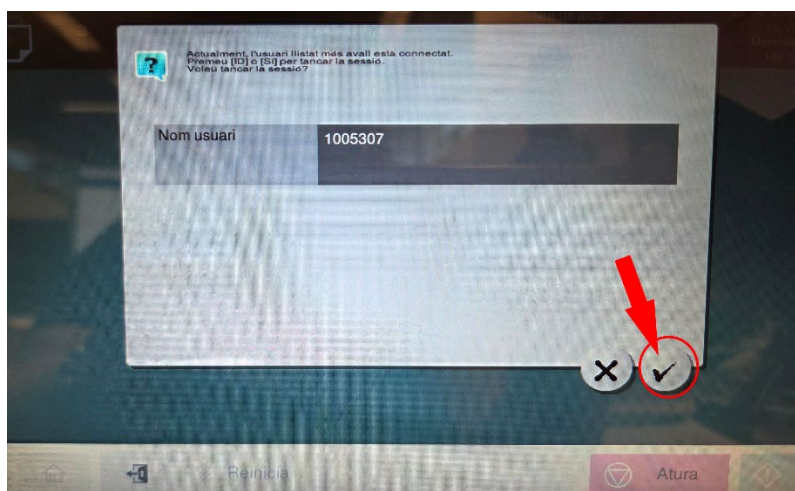 Actualment, l'usuari llistat més avall està connectat.
Premeu [ID] o [Sí] per tancar la sessió.
Voleu tancar la sessió?
Nom usuari
1005307
Reinicia
Atura